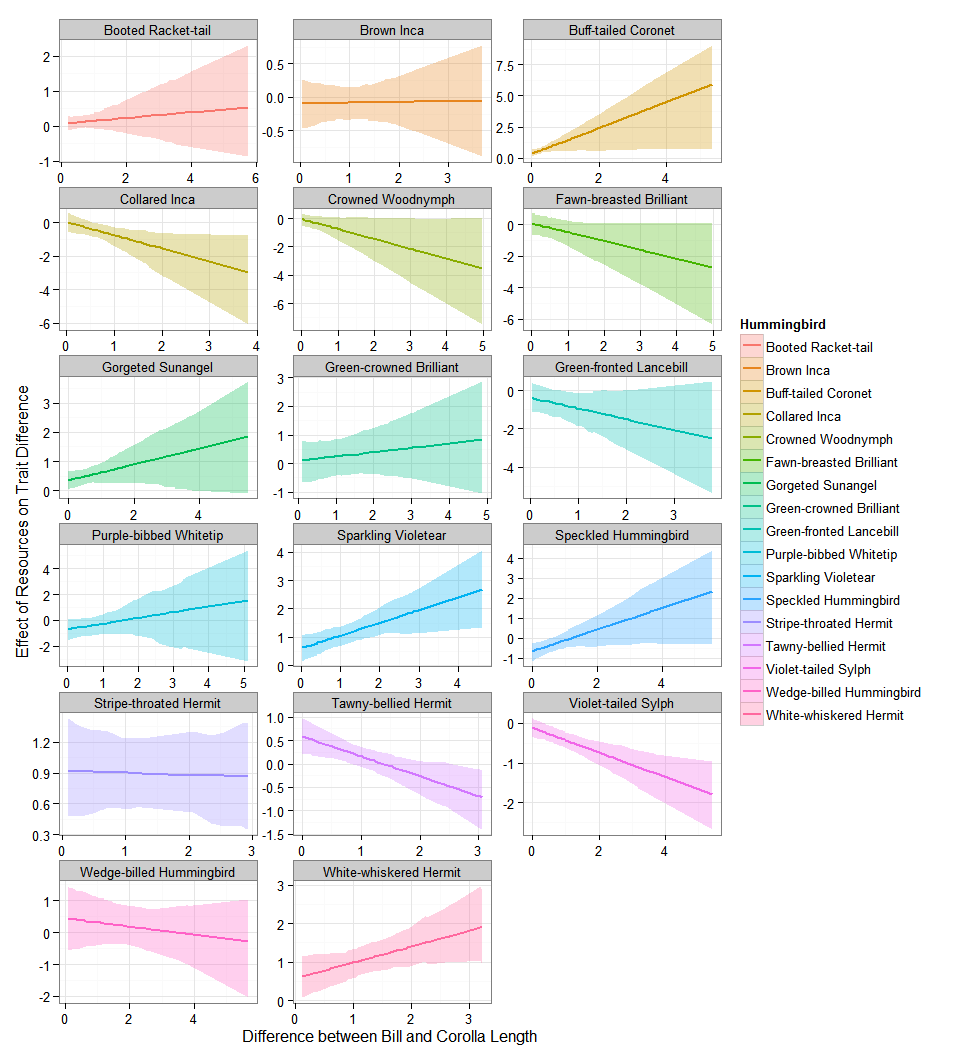 Booted Racket-tail
Brown Inca
Buff-tailed Coronet
2
1
0
-1
0 2 4 6
0.5
0.0
-0.5
0 1 2 3
7.5
5.0
2.5
0.0
0 2 4
Collared Inca
Crowned Woodnymph
Fawn-breasted Brilliant
0
-2
-4
-6
0 1 2 3 4
0
-2
-4
-6
0 1 2 3 4 5
0
-2
-4
-6
0 1 2 3 4 5
Gorgeted Sunangel
Green-crowned Brilliant
Green-fronted Lancebill
3
2
1
0
0 2 4
3
2
1
0
-1
0 1 2 3 4 5
0
-2
-4
0 1 2 3
Purple-bibbed Whitetip
Sparkling Violetear
Speckled Hummingbird
4
2
0
-2
0 1 2 3 4 5
4
3
2
1
0
0 1 2 3 4
4
3
2
1
0
-1
0 2 4
Stripe-throated Hermit
Tawny-bellied Hermit
Violet-tailed Sylph
1.2
0.9
0.6
0.3
0 1 2 3
1.0
0.5
0.0
-0.5
-1.0
-1.5
0 1 2 3
0
-1
-2
0 2 4
Wedge-billed Hummingbird
White-whiskered Hermit
1
0
-1
-2
0 2 4
3
2
1
0
0 1 2 3
Effect of Resources on Trait Difference
Difference between Bill and Corolla Length
Hummingbird
Booted Racket-tail
Brown Inca
Buff-tailed Coronet
Collared Inca
Crowned Woodnymph
Fawn-breasted Brilliant
Gorgeted Sunangel
Green-crowned Brilliant
Green-fronted Lancebill
Purple-bibbed Whitetip
Sparkling Violetear
Speckled Hummingbird
Stripe-throated Hermit
Tawny-bellied Hermit
Violet-tailed Sylph
Wedge-billed Hummingbird
White-whiskered Hermit